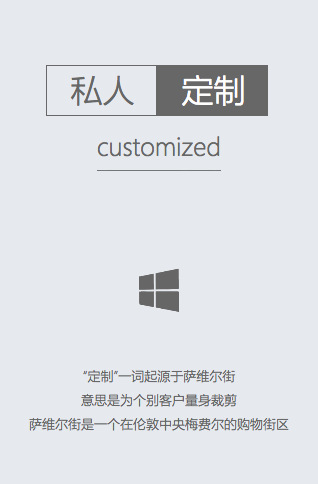 私人 定制
customized
“定制”一词起源于萨维尔街
意思是为个别客户量身裁剪
萨维尔街是一个在伦敦中央梅费尔的购物街区